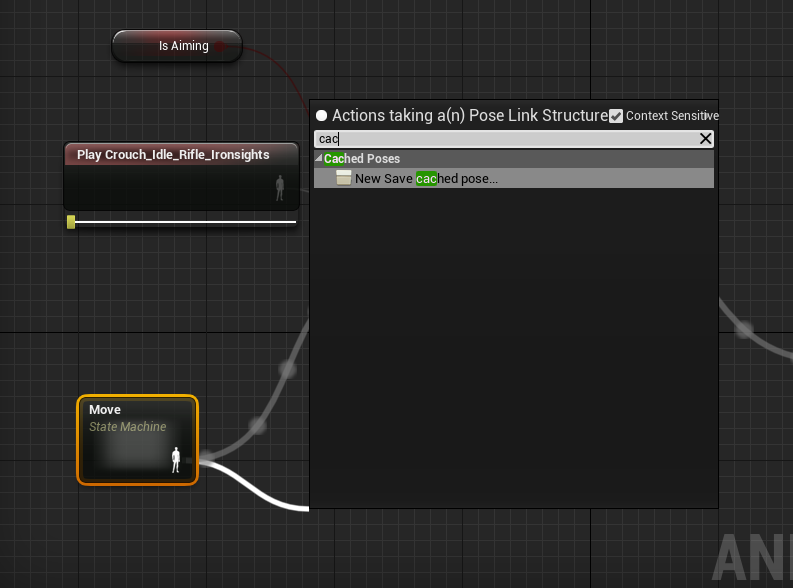 Is Aiming
Actions taking a(n) Pose Link Structure
Context Sensitive
cac
Cached Poses
New Save cached pose...
Play Crouch_Idle_Rifle_Ironsights
Move
State Machine